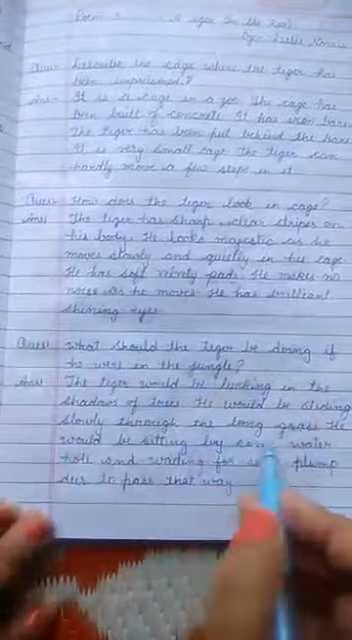 Poem 3 A tiger in the zoo
Describe the cage where the tiger has
been imprisoned?
It is a cage in a zoo The cage has
been built of concrete. It has iron bars
The tiger has been put behind the bars
It is very small cage the tiger can
hardly move a few steps in it
How does the tiger look in cage?
The tiger has sharp clear stripes on
his body. He looks majestic as he
moves slowly and quietly in his cage
He has soft velvety pads. He makes no
noise as he moves He has brilliant
shining eyes
what should the tiger be doing if
he were in the jungle?
The tiger would be lurking in the
shadows of trees He would be
slowly through the long grass He
would be sitting by water
hole and for plump
to pass that way